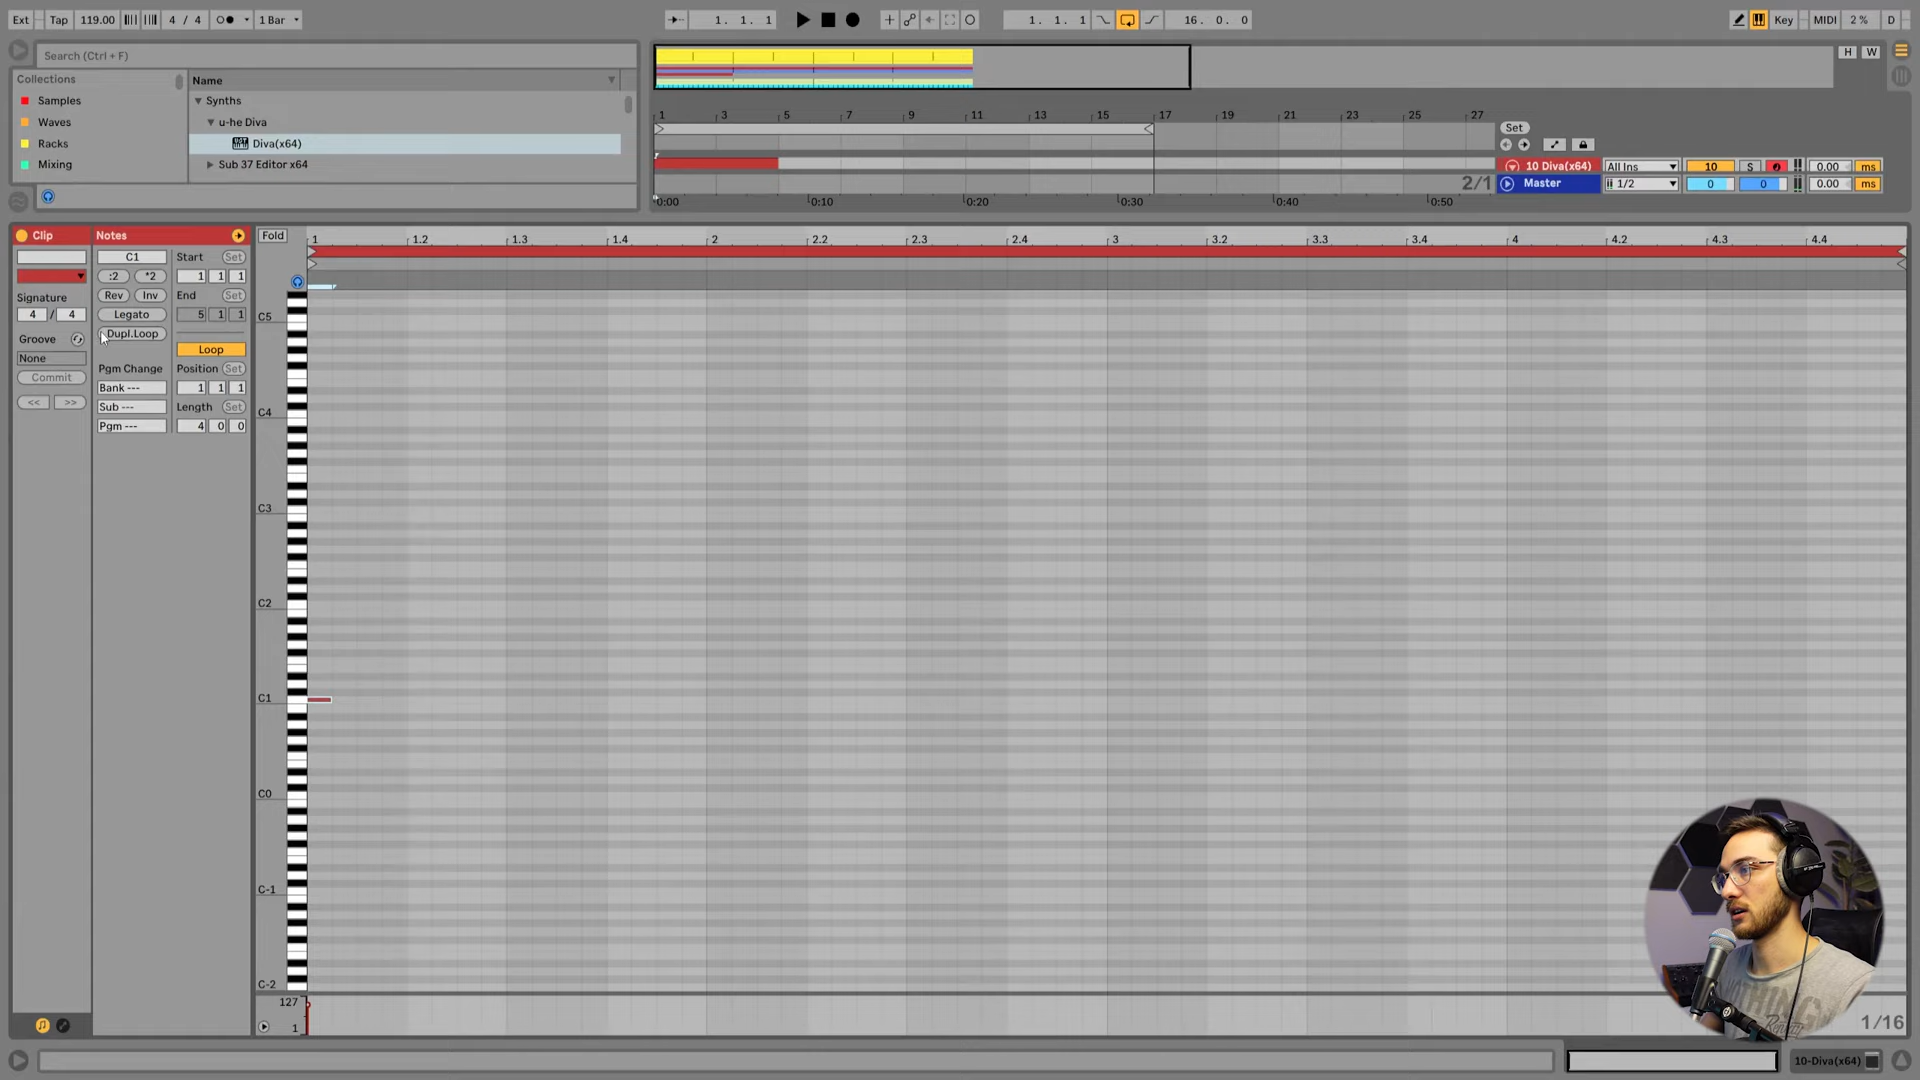 Ext Tap 119.00 4 / 4 1 Bar 1. 1. 1 1. 1. 1 16. 0. 0 Key MIDI 2 % D
Search (Ctrl + F) H W
Collections Name
Samples Synths
Waves u-he Diva
Racks Diva(x64)
Mixing Sub 37 Editor x64
1 3 5 7 9 11 13 15 17 19 21 23 25 27
Set
10 Diva(x64) All Ins 10 S 0.00 ms
2/1 Master 1/2 0 0 0.00 ms
0:00 0:10 0:20 0:30 0:40 0:50
Clip Notes Fold 1 1.2 1.3 1.4 2 2.2 2.3 2.4 3 3.2 3.3 3.4 4 4.2 4.3 4.4
C1 Start Set
:2 *2 1 1 1
Signature Rev Inv End Set
4 / 4 Legato 5 1 1
Groove Dupl.Loop
None Loop
Commit Pgm Change Position Set
<< >> Bank --- 1 1 1
Sub --- Length Set
Pgm --- 4 0 0
C5
C4
C3
C2
C1
C0
C-1
C-2
127
1
1/16
10-Diva(x64)